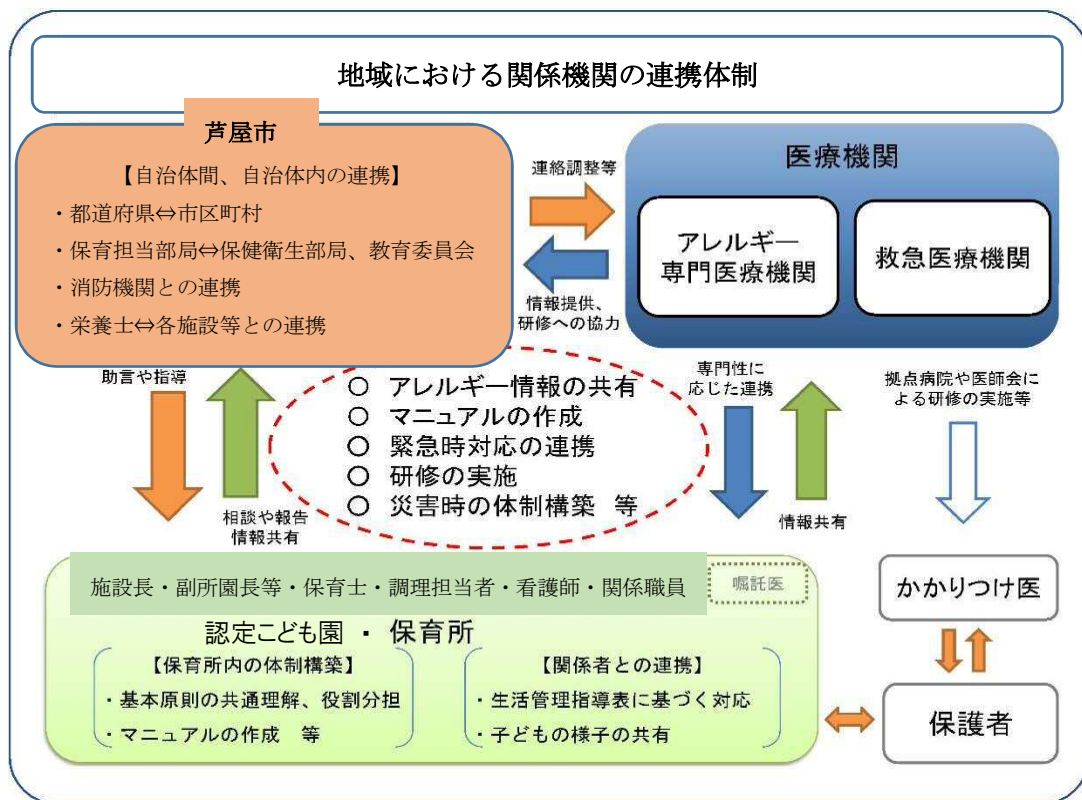 地域における関係機関の連携体制
芦屋市
【自治体間、自治体内の連携】
・都道府県⇔市区町村
・保育担当部局⇔保健衛生部局、教育委員会
・消防機関との連携
・栄養士⇔各施設等との連携
連絡調整等
情報提供、
研修への協力
医療機関
アレルギー
専門医療機関
救急医療機関
助言や指導
相談や報告
情報共有
○ アレルギー情報の共有
○ マニュアルの作成
○ 緊急時対応の連携
○ 研修の実施
○ 災害時の体制構築 等
専門性に
応じた連携
情報共有
拠点病院や医師会に
よる研修の実施等
施設長・副所園長等・保育士・調理担当者・看護師・関係職員
嘱託医
認定こども園 ・ 保育所
【保育所内の体制構築】
・基本原則の共通理解、役割分担
・マニュアルの作成 等
【関係者との連携】
・生活管理指導表に基づく対応
・子どもの様子の共有
かかりつけ医
保護者